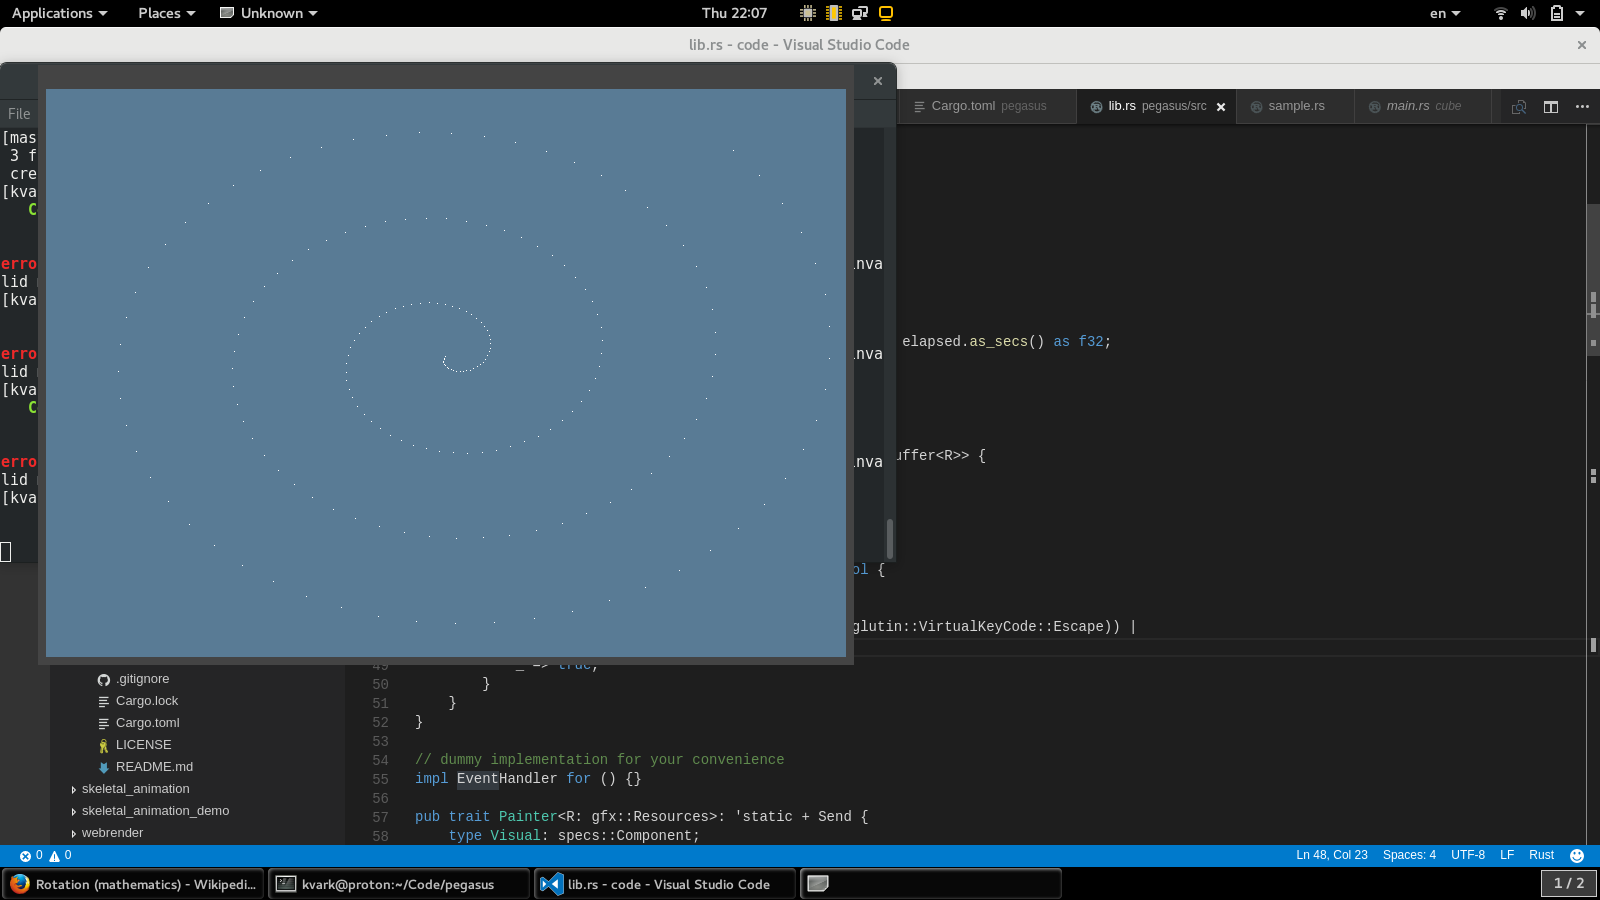 Applications Places Unknown Thu 22:07 en
lib.rs - code - Visual Studio Code
File
Cargo.toml pegasus lib.rs pegasus/src sample.rs main.rs cube
[mas
3 f
cre
[kva
C
erro nva
lid
[kva
elapsed.as_secs() as f32;
erro inva
lid
[kva
C
uffer<R>> {
erro inva
lid
[kva
ol {
glutin::VirtualKeyCode::Escape)) |
49 _ => true,
50 }
51 }
52 }
53
54 // dummy implementation for your convenience
55 impl EventHandler for () {}
56
57 pub trait Painter<R: gfx::Resources>: 'static + Send {
58 type Visual: specs::Component;
.gitignore
Cargo.lock
Cargo.toml
LICENSE
README.md
skeletal_animation
skeletal_animation_demo
webrender
0 0 Ln 48, Col 23 Spaces: 4 UTF-8 LF Rust
Rotation (mathematics) - Wikipedi... kvark@proton:~/Code/pegasus lib.rs - code - Visual Studio Code 1 / 2